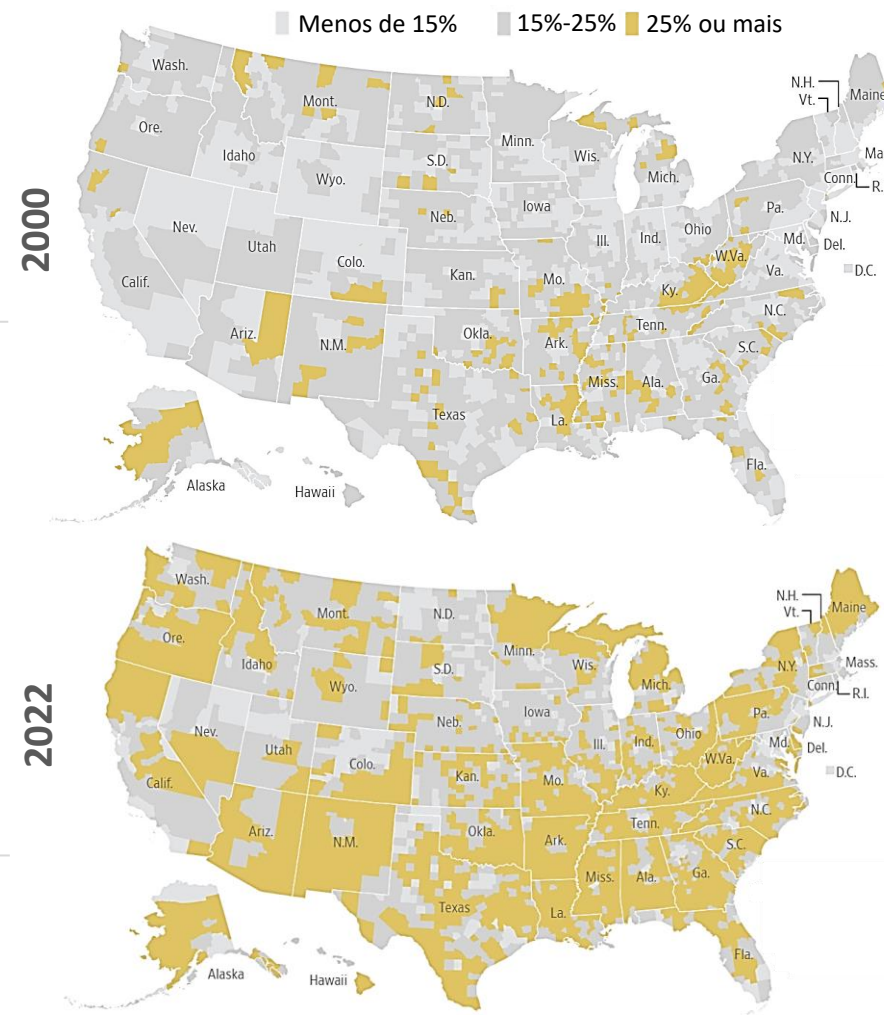 Menos de 15% 15%-25% 25% ou mais
2000
Wash.
Mont.
N.D.
Minn.
N.H.
Vt.
Maine
Ore.
Idaho
S.D.
Wis.
Mich.
N.Y.
Ma
Conn.
R.
Wyo.
Iowa
Neb.
Nev.
Utah
Colo.
Ill.
Ind.
Ohio
Pa.
N.J.
Md.
Del.
D.C.
W.Va.
Va.
Calif.
Kan.
Mo.
Ky.
N.C.
Ariz.
N.M.
Okla.
Ark.
Tenn.
S.C.
Miss.
Ala.
Ga.
Texas
La.
Fla.
Alaska
Hawaii
2022
Wash.
Mont.
N.D.
Minn.
N.H.
Vt.
Maine
Ore.
Idaho
S.D.
Wis.
Mich.
N.Y.
Mass.
Conn.
R.I.
Wyo.
Iowa
Neb.
Nev.
Utah
Colo.
Ill.
Ind.
Ohio
Pa.
N.J.
Md.
Del.
D.C.
W.Va.
Va.
Calif.
Kan.
Mo.
Ky.
N.C.
Ariz.
N.M.
Okla.
Ark.
Tenn.
S.C.
Miss.
Ala.
Ga.
Texas
La.
Fla.
Alaska
Hawaii